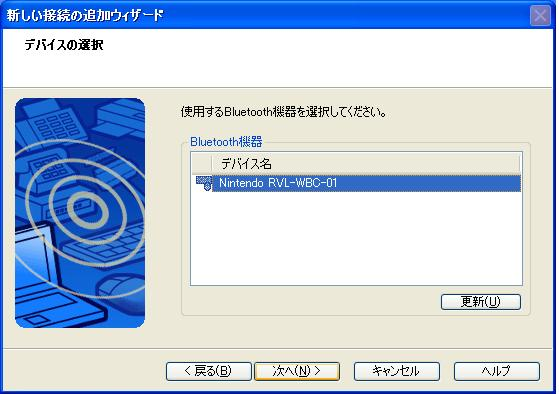 新しい接続の追加ウィザード
デバイスの選択
使用するBluetooth機器を選択してください。
Bluetooth機器
デバイス名
Nintendo RVL-WBC-01
更新(U)
< 戻る(B) 次へ(N) > キャンセル ヘルプ